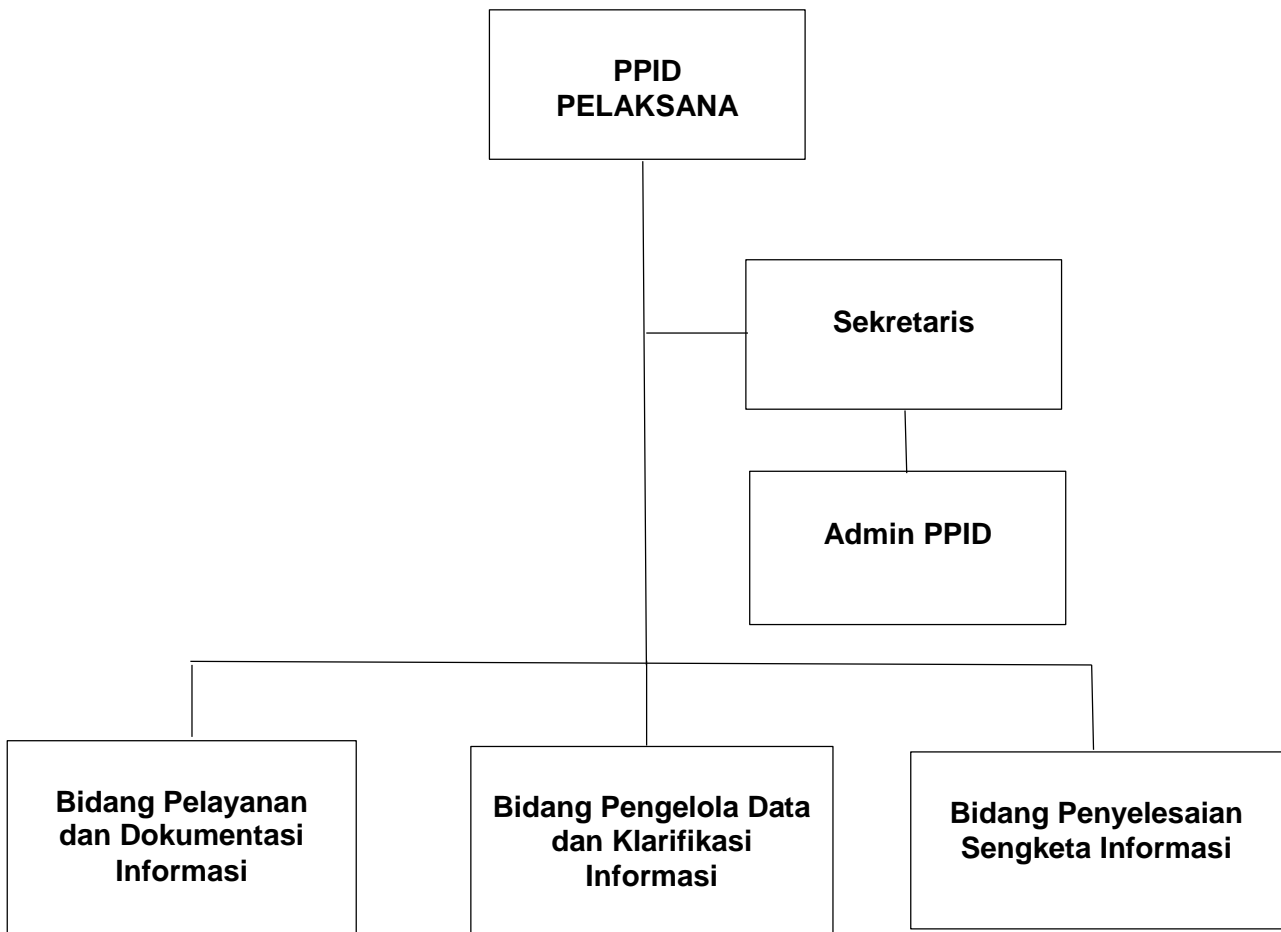 PPID
PELAKSANA
Sekretaris
Admin PPID
Bidang Pelayanan
dan Dokumentasi
Informasi
Bidang Pengelola Data
dan Klarifikasi
Informasi
Bidang Penyelesaian
Sengketa Informasi